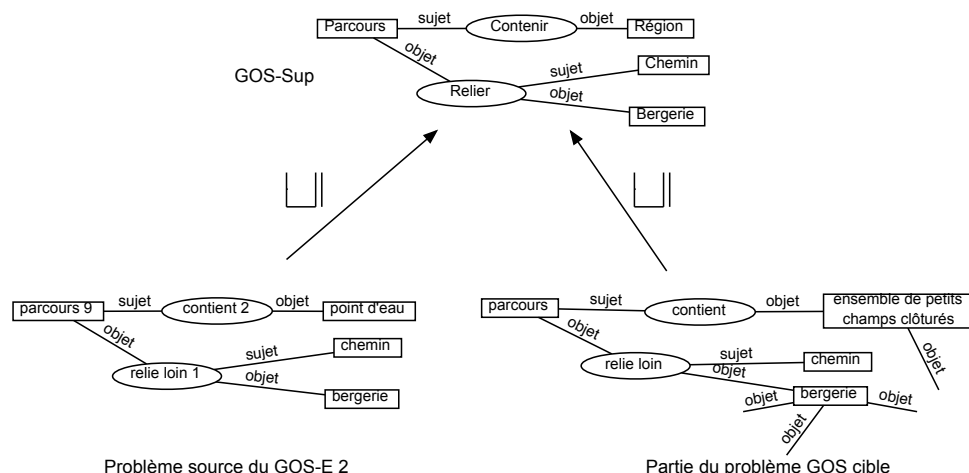 Parcours sujet Contenir objet Région
objet
GOS-Sup
sujet Chemin
Relier
objet
Bergerie
parcours 9 sujet contient 2 objet point d'eau
objet
relie loin 1
sujet chemin
objet
bergerie
Problème source du GOS-E 2
parcours sujet contient objet ensemble de petits
champs clôturés
objet
relie loin sujet chemin
objet
objet
bergerie
objet
objet
objet
Partie du problème GOS cible